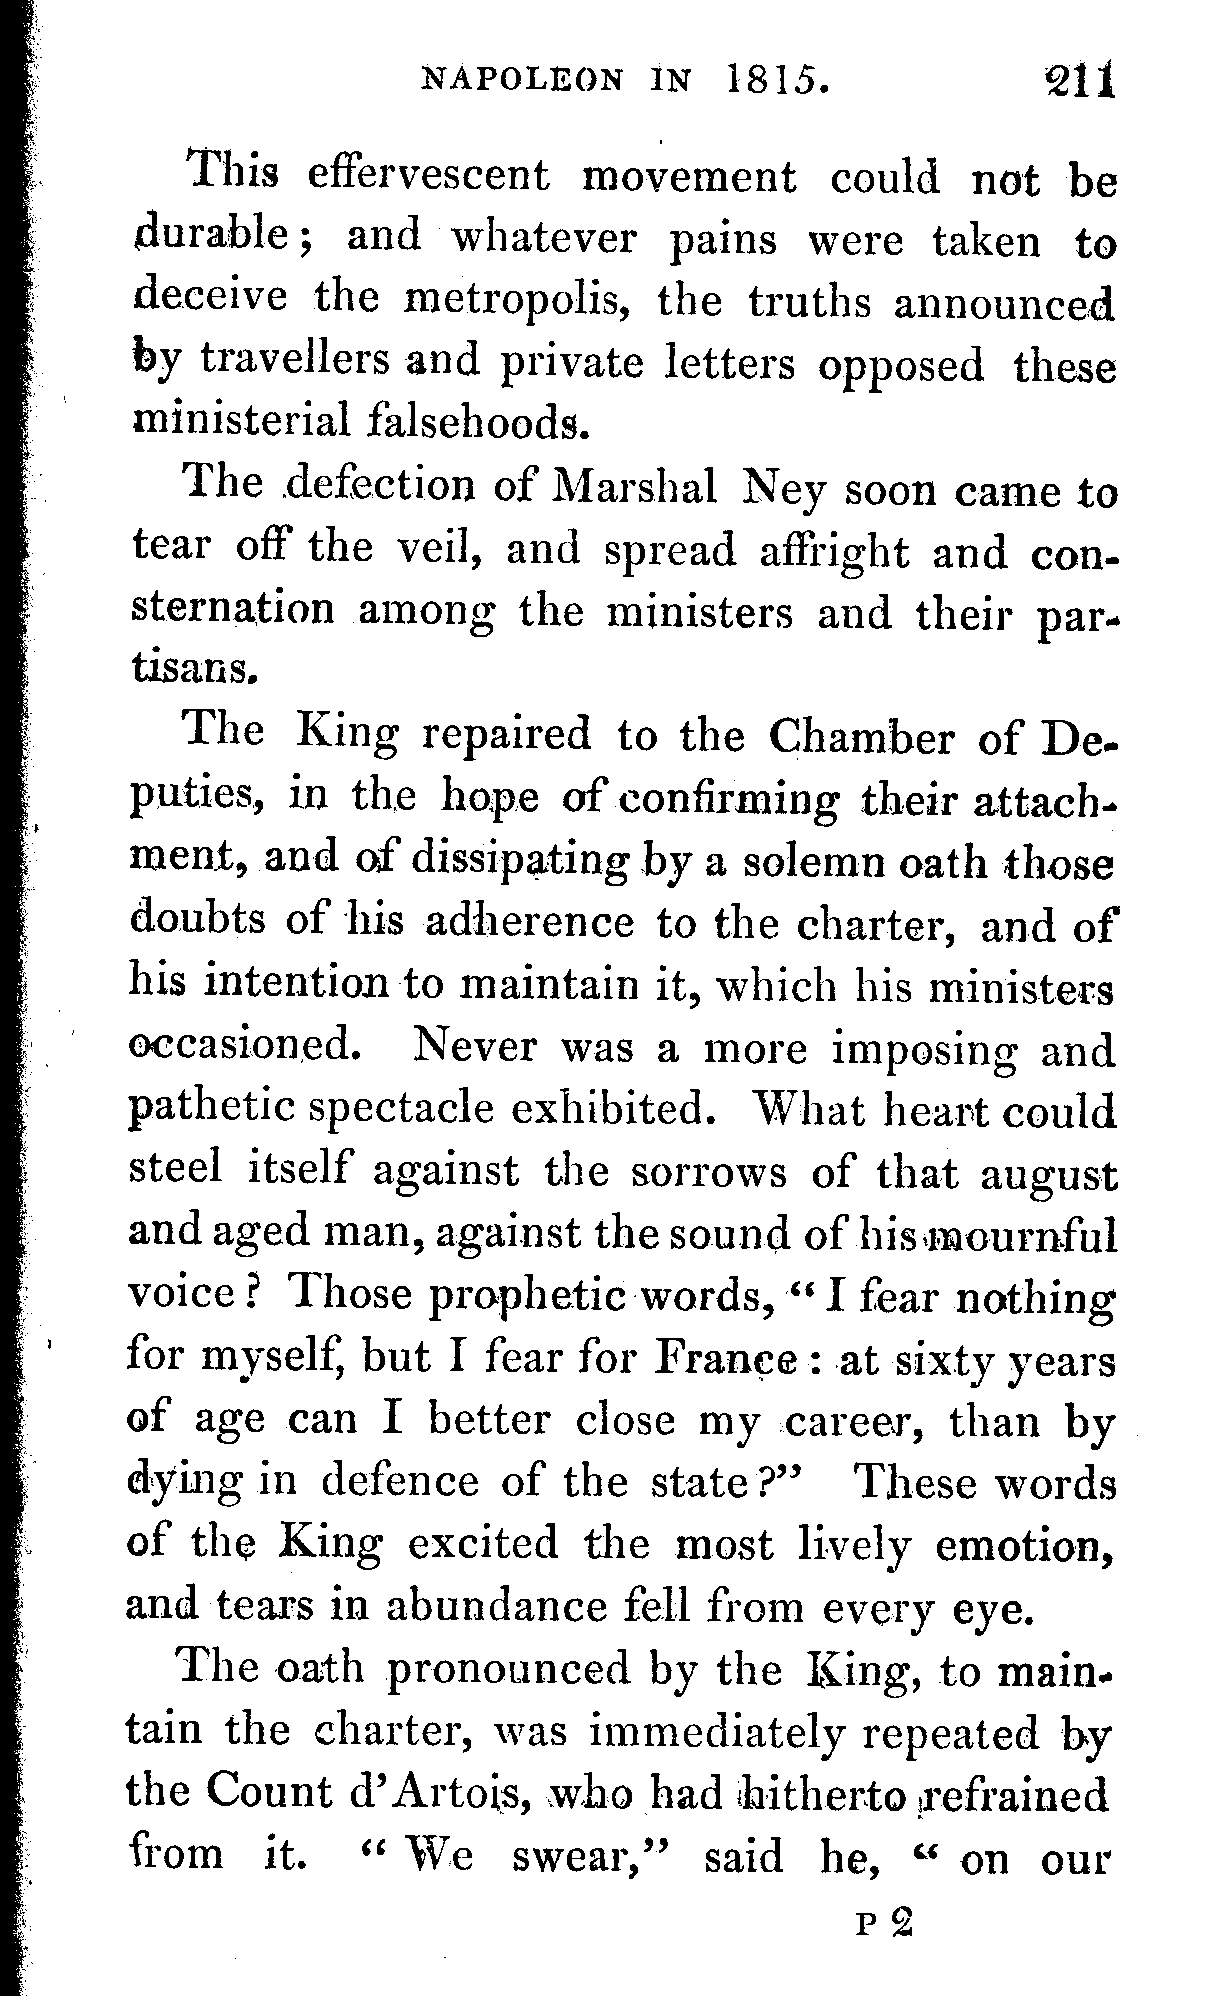 NAPOLEON IN 1815. 211
This effervescent movement could not be
durable; and whatever pains were taken to
deceive the metropolis, the truths announced
by travellers and private letters opposed these
ministerial falsehoods.
The defection of Marshal Ney soon came to
tear off the veil, and spread affright and con-
sternation among the ministers and their par-
tisans.
The King repaired to the Chamber of De-
puties, in the hope of confirming their attach-
ment, and of dissipating by a solemn oath those
doubts of his adherence to the charter, and of
his intention to maintain it, which his ministers
occasioned. Never was a more imposing and
pathetic spectacle exhibited. What heart could
steel itself against the sorrows of that august
and aged man, against the sound of his mournful
voice? Those prophetic words, “ I fear nothing
for myself, but I fear for France: at sixty years
of age can I better close my career, than by
dying in defence of the state?” These words
of the King excited the most lively emotion,
and tears in abundance fell from every eye.
The oath pronounced by the King, to main-
tain the charter, was immediately repeated by
the Count d’Artois, who had hitherto refrained
from it. “ We swear,” said he, “ on our
P 2